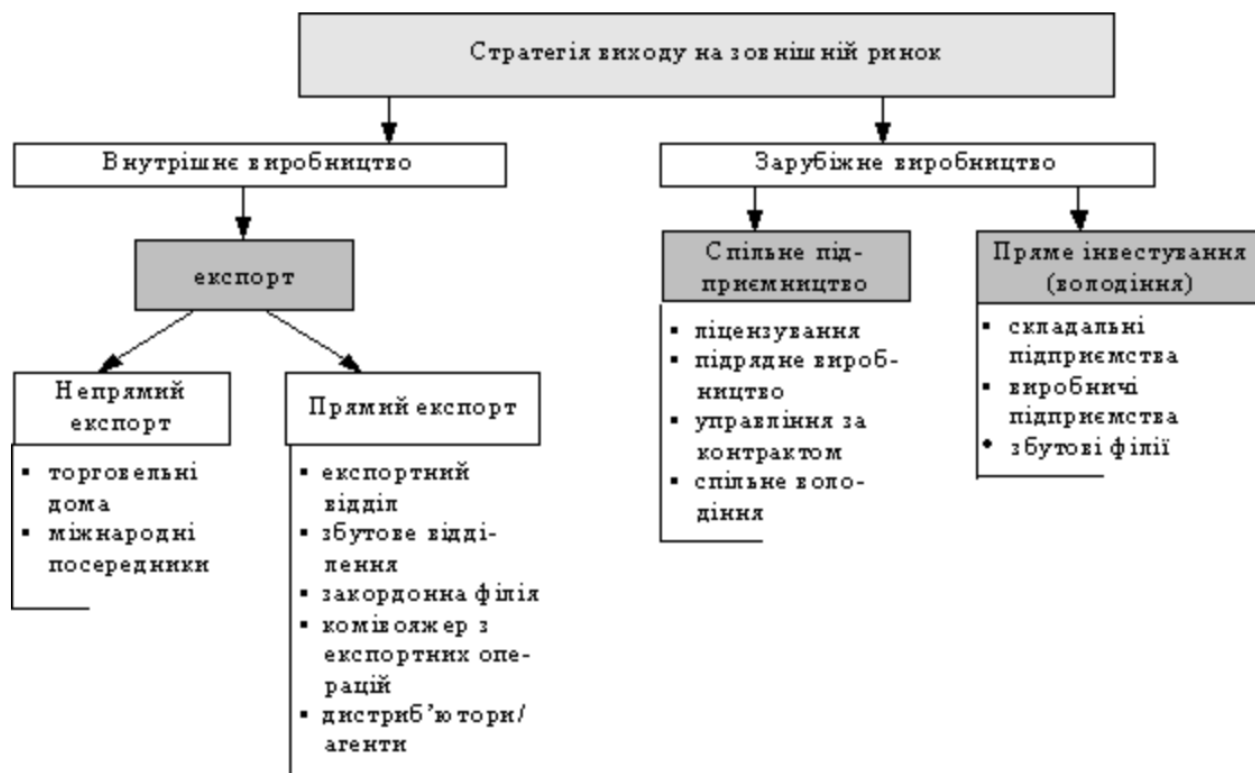 Стратегія виходу на зовнішній ринок
Внутрішнє виробництво
Зарубіжне виробництво
експорт
Спільне під-
приємництво
Пряме інвестування
(володіння)
Непрямий
експорт
Прямий експорт
▪ торговельні
дома
▪ міжнародні
посередники
▪ експортний
відділ
▪ збутове відді-
лення
▪ закордонна філія
▪ комівояжер з
експортних опе-
рацій
▪ дистриб’ютори/
агенти
▪ ліцензування
▪ підрядне вироб-
ництво
▪ управління за
контрактом
▪ спільне воло-
діння
▪ складальні
підприємства
▪ виробничі
підприємства
• збутові філії